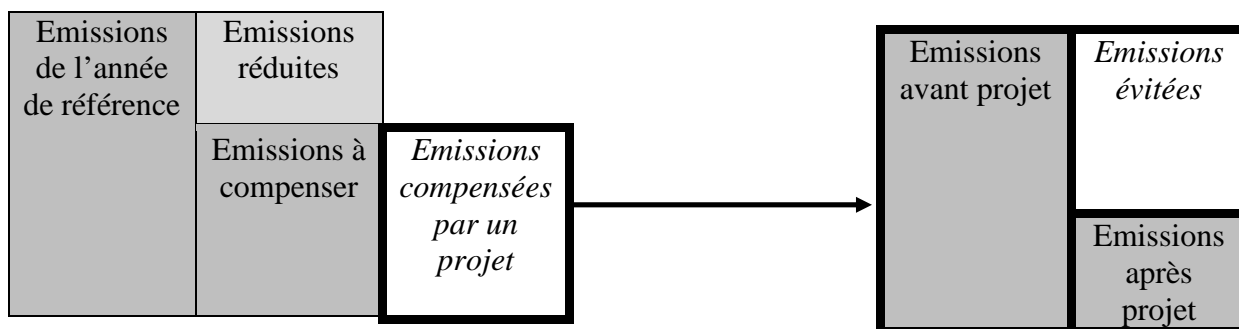 Emissions
de l’année
de référence
Emissions
réduites
Emissions à
compenser
Emissions
compensées
par un
projet
Emissions
avant projet
Emissions
évitées
Emissions
après
projet